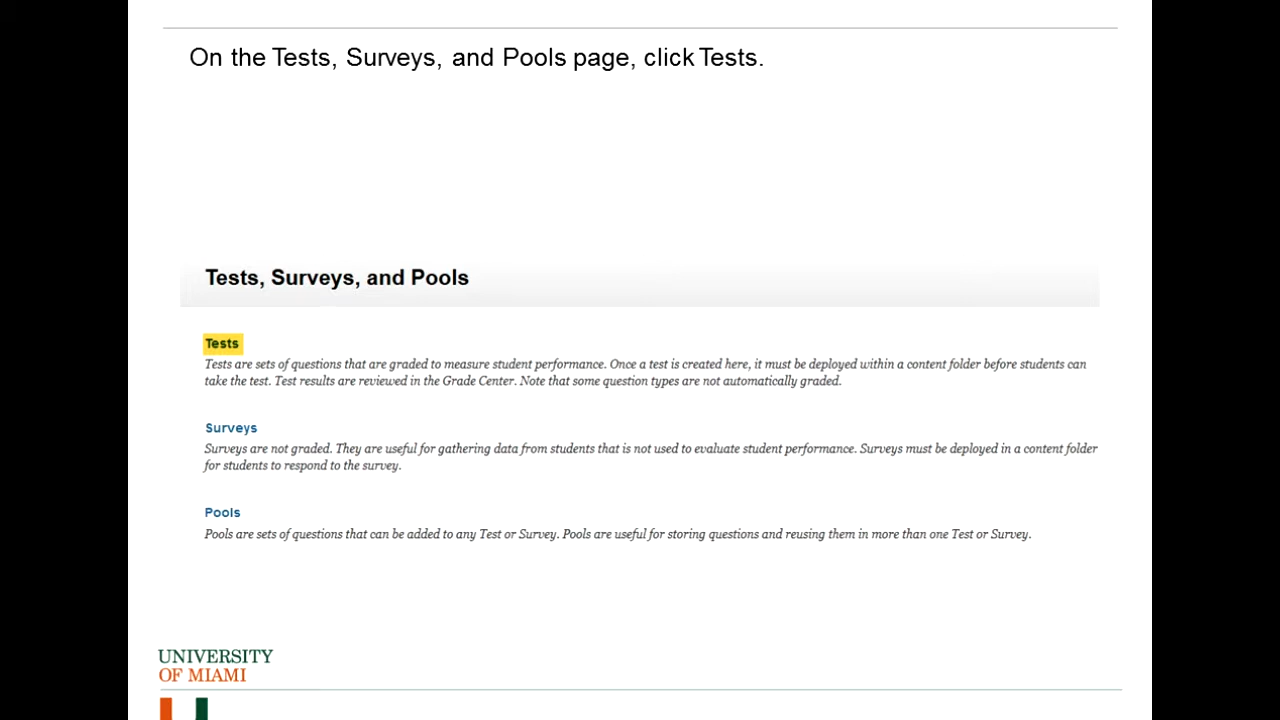 On the Tests, Surveys, and Pools page, click Tests.
Tests, Surveys, and Pools
Tests
Tests are sets of questions that are graded to measure student performance. Once a test is created here, it must be deployed within a content folder before students can
take the test. Test results are reviewed in the Grade Center. Note that some question types are not automatically graded.
Surveys
Surveys are not graded. They are useful for gathering data from students that is not used to evaluate student performance. Surveys must be deployed in a content folder
for students to respond to the survey.
Pools
Pools are sets of questions that can be added to any Test or Survey. Pools are useful for storing questions and reusing them in more than one Test or Survey.
UNIVERSITY
OF MIAMI